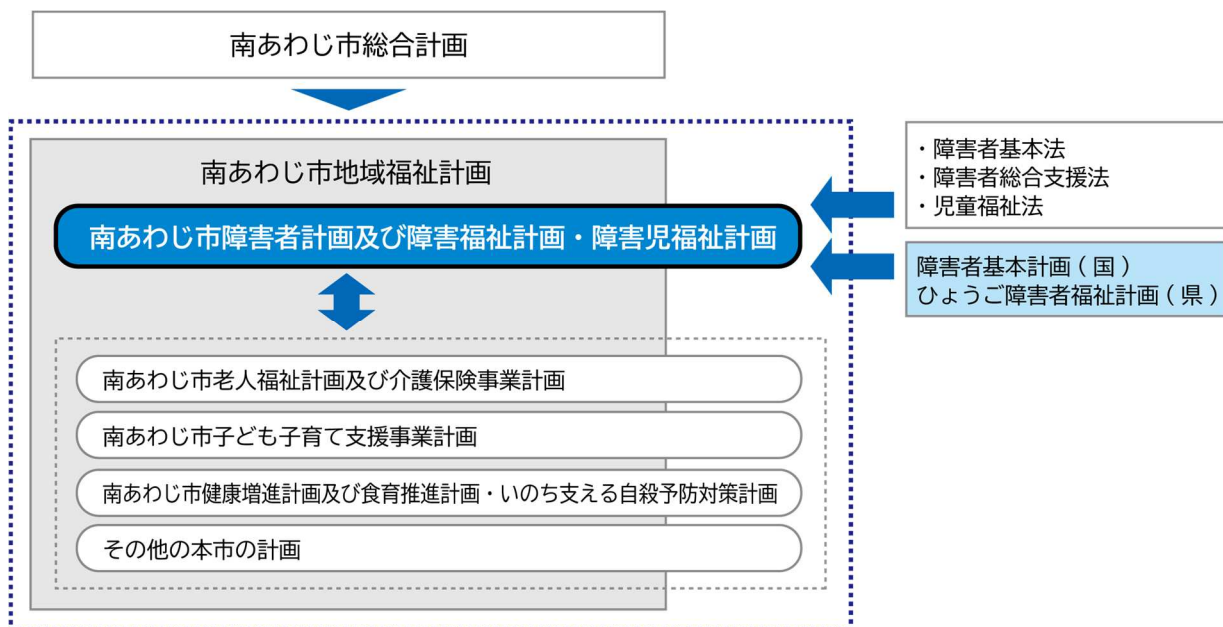 南あわじ市総合計画
南あわじ市地域福祉計画
南あわじ市障害者計画及び障害福祉計画・障害児福祉計画
・障害者基本法
・障害者総合支援法
・児童福祉法
障害者基本計画（国）
ひょうご障害者福祉計画（県）
南あわじ市老人福祉計画及び介護保険事業計画
南あわじ市子ども子育て支援事業計画
南あわじ市健康増進計画及び食育推進計画・いのち支える自殺予防対策計画
その他の本市の計画